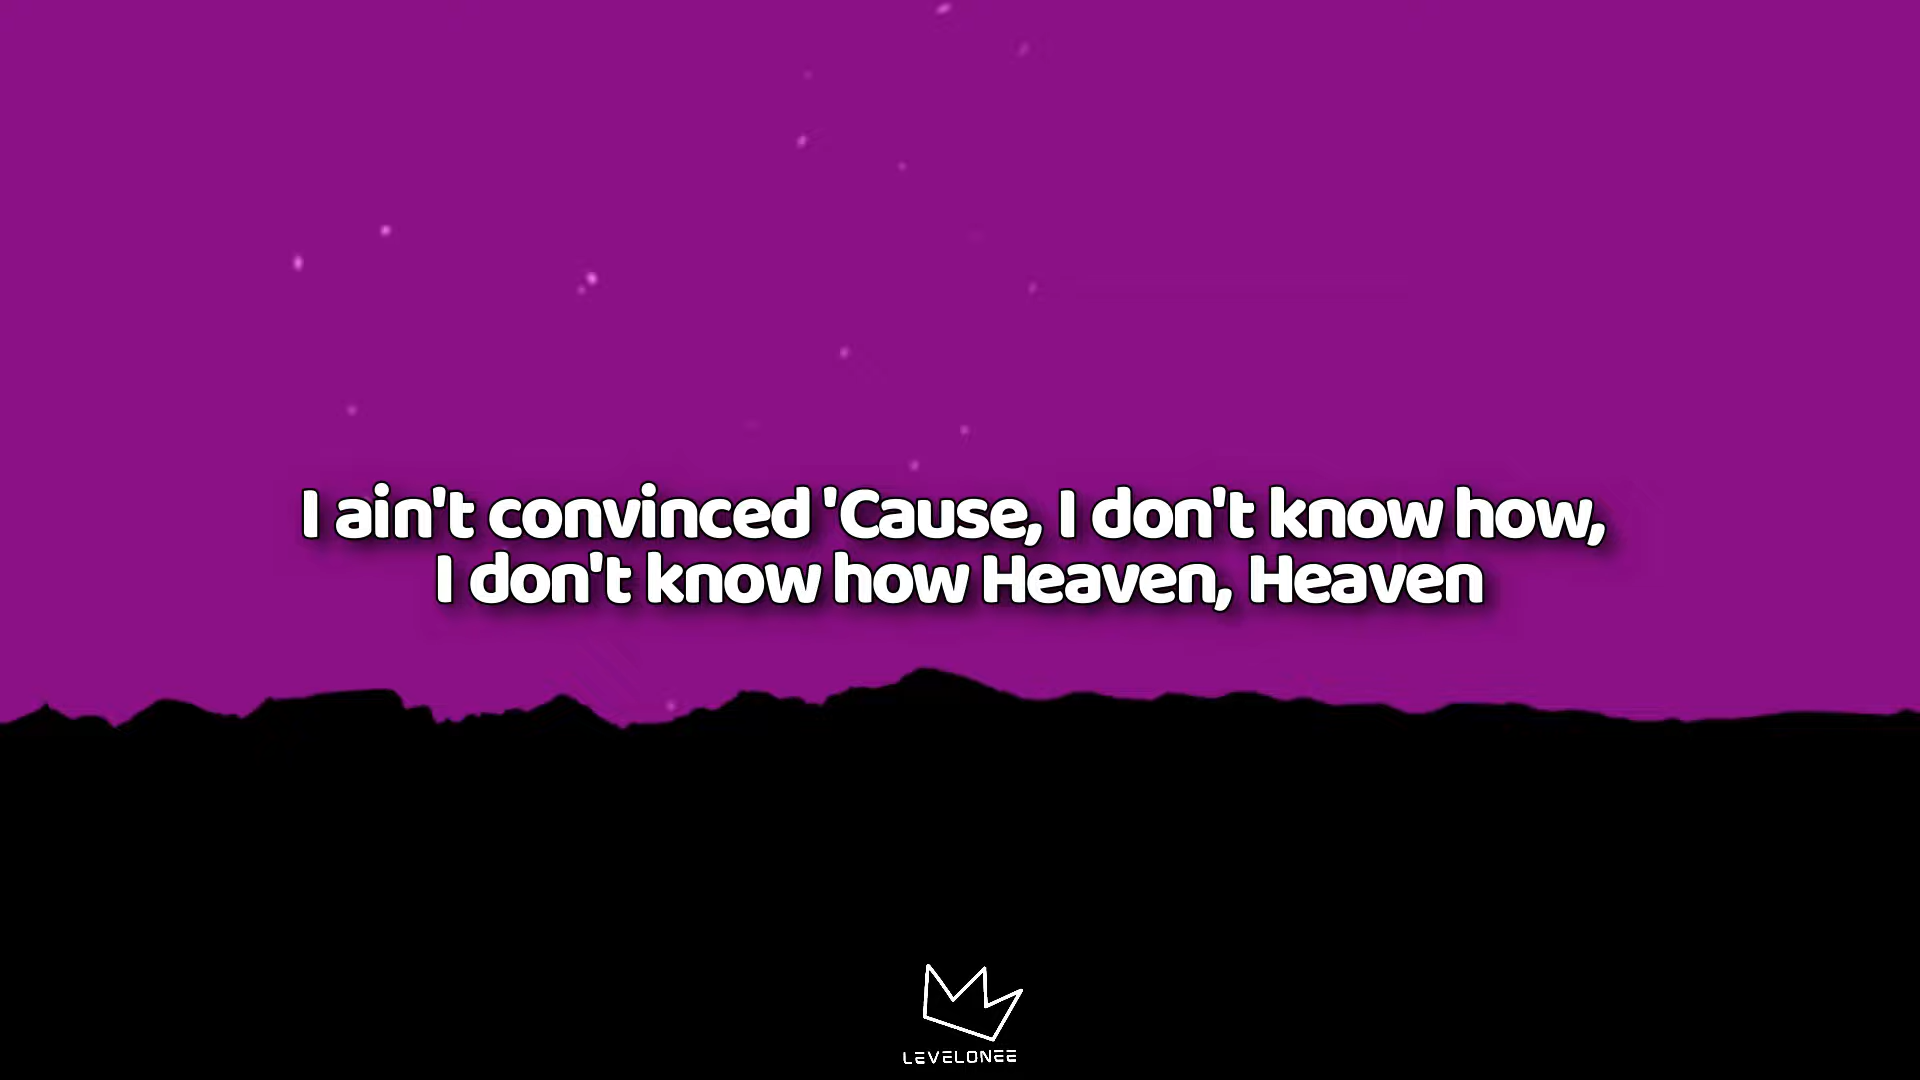 I ain't convinced 'Cause, I don't know how,
I don't know how Heaven, Heaven
LEVELONEE